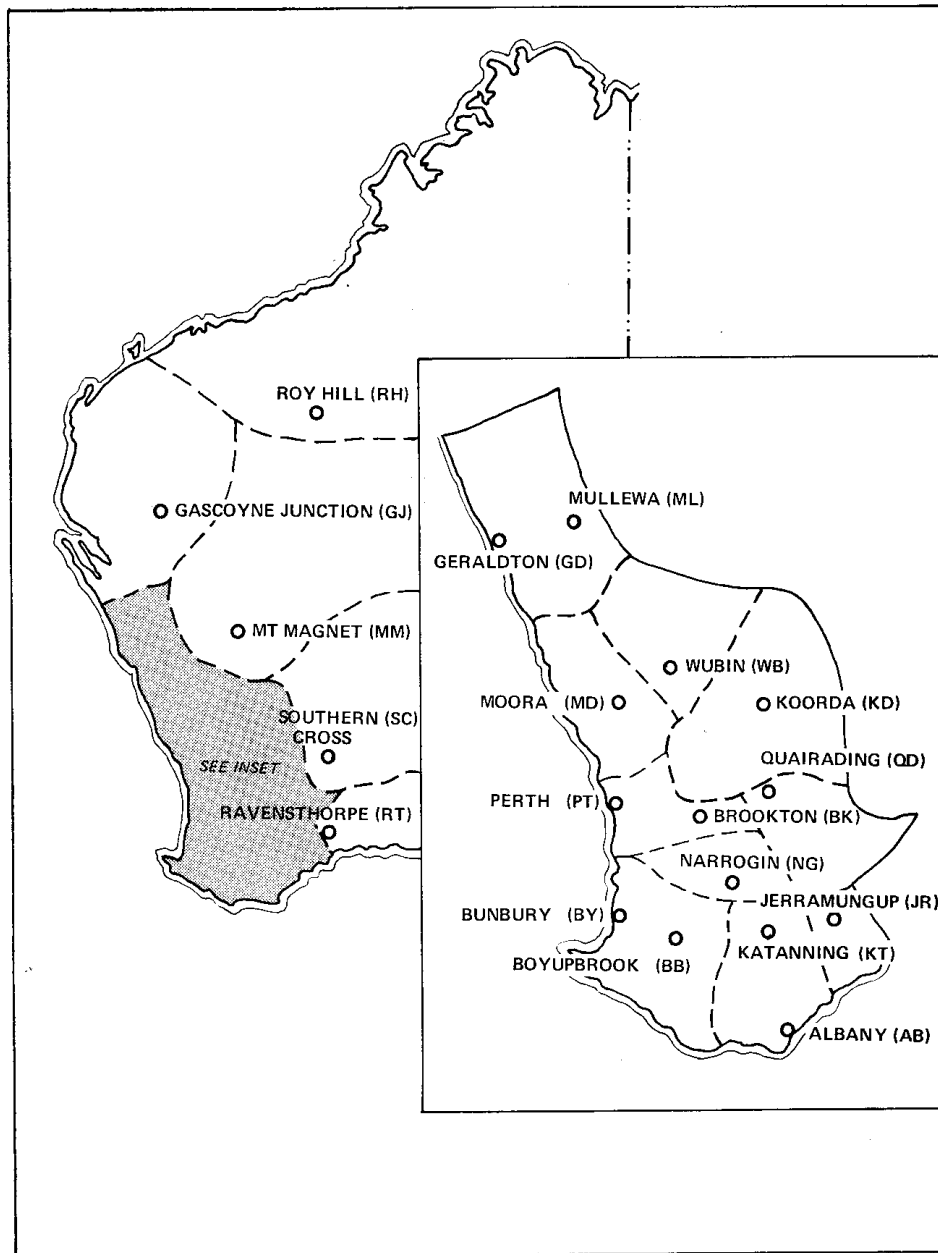 ROY HILL (RH)
GASCOYNE JUNCTION (GJ)
MT MAGNET (MM)
SOUTHERN (SC)
CROSS
SEE INSET
RAVENSTHORPE (RT)
MULLEWA (ML)
GERALDTON (GD)
WUBIN (WB)
MOORA (MD)
KOORDA (KD)
QUAIRADING (QD)
PERTH (PT)
BROOKTON (BK)
NARROGIN (NG)
JERRAMUNGUP (JR)
BUNBURY (BY)
KATANNING (KT)
BOYUPBROOK (BB)
ALBANY (AB)